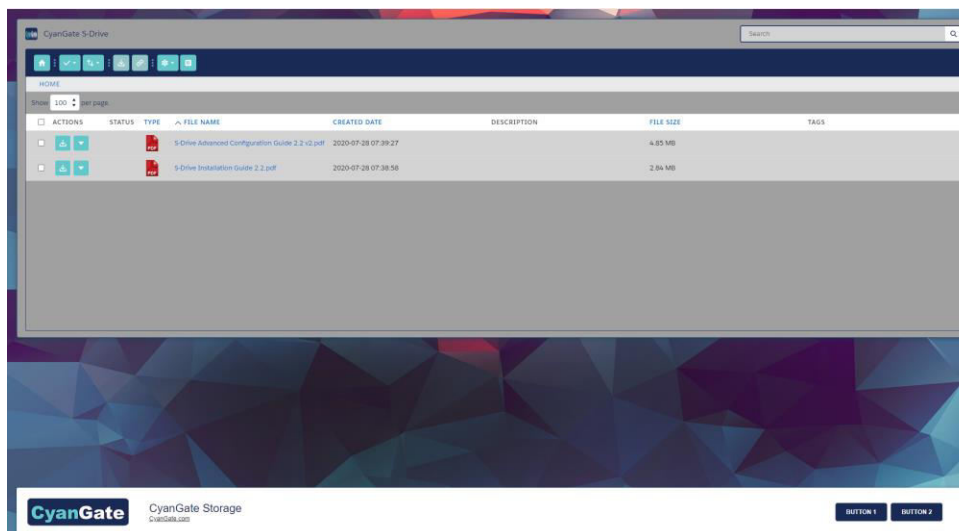 CyanGate S-Drive
Search
HOME
Show 100 per page
ACTIONS STATUS TYPE FILE NAME CREATED DATE DESCRIPTION FILE SIZE TAGS
PDF S-Drive Advanced Configuration Guide 2.2 v2.pdf 2020-07-28 07:39:27 4.85 MB
PDF S-Drive Installation Guide 2.2.pdf 2020-07-28 07:38:58 2.84 MB
CyanGate
CyanGate Storage
CyanGate.com
BUTTON 1 BUTTON 2